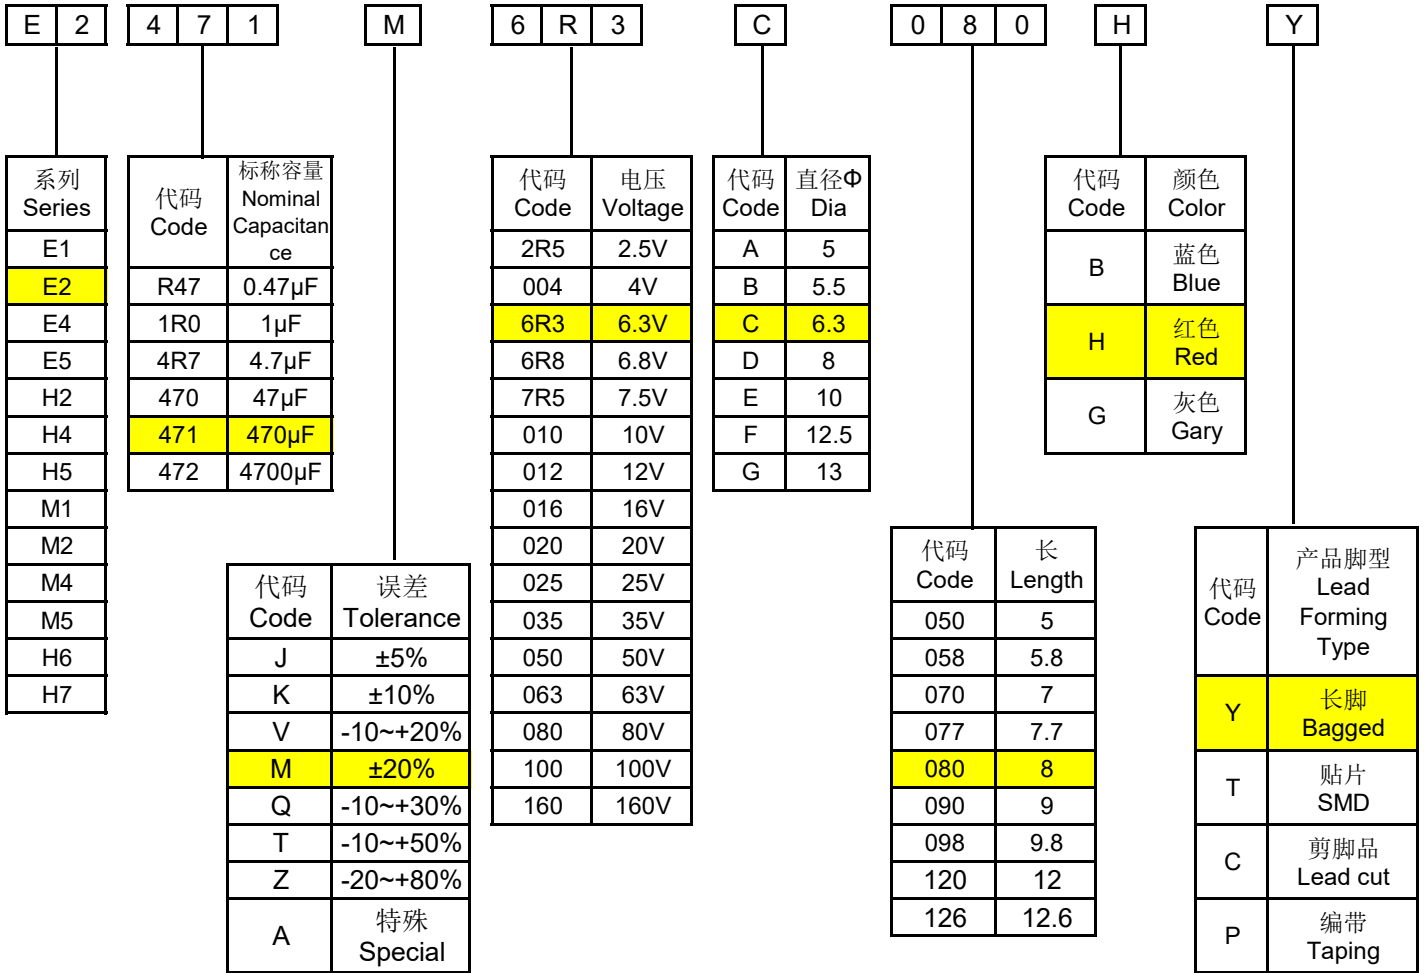 E 2 4 7 1 M 6 R 3 C 0 8 0 H Y
系列
Series
E1
E2
E4
E5
H2
H4
H5
M1
M2
M4
M5
H6
H7
代码
Code
标称容量
Nominal
Capacitan
ce
R47 0.47µF
1R0 1µF
4R7 4.7µF
470 47µF
471 470µF
472 4700µF
代码
Code
误差
Tolerance
J ±5%
K ±10%
V -10~+20%
M ±20%
Q -10~+30%
T -10~+50%
Z -20~+80%
A
特殊
Special
代码
Code
电压
Voltage
2R5 2.5V
004 4V
6R3 6.3V
6R8 6.8V
7R5 7.5V
010 10V
012 12V
016 16V
020 20V
025 25V
035 35V
050 50V
063 63V
080 80V
100 100V
160 160V
代码
Code
直径Φ
Dia
A 5
B 5.5
C 6.3
D 8
E 10
F 12.5
G 13
代码
Code
长
Length
050 5
058 5.8
070 7
077 7.7
080 8
090 9
098 9.8
120 12
126 12.6
代码
Code
颜色
Color
B
蓝色
Blue
H
红色
Red
G
灰色
Gary
代码
Code
产品脚型
Lead
Forming
Type
Y
长脚
Bagged
T
贴片
SMD
C
剪脚品
Lead cut
P
编带
Taping